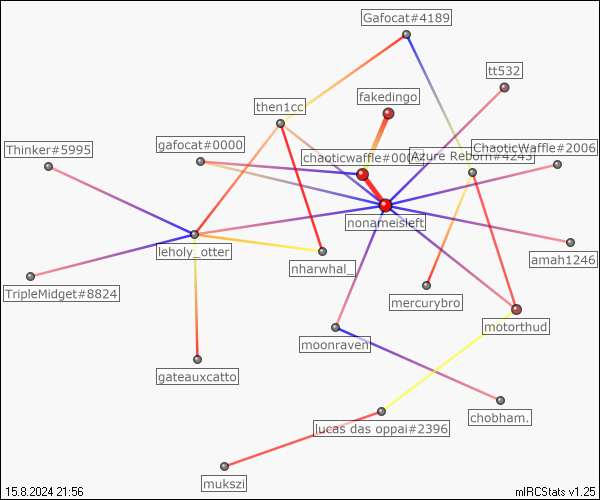 Gafocat#4189
tt532
fakedingo
then1cc
gafocat#0000
Thinker#5995
ChaoticWaffle#2006
Azure Reborn#4243
chaoticwaffle#000
nonameisleft
leholy_otter
nharwhal_
amah1246
TripleMidget#8824
mercurybro
motorthud
moonraven
gateauxcatto
chobham.
lucas das oppai#2396
mukszi
15.8.2024 21:56
mIRCStats v1.25